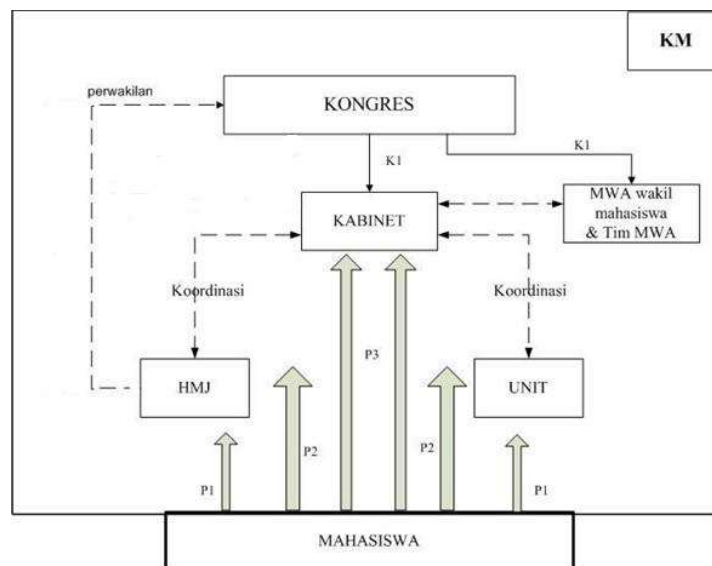 KM
perwakilan
KONGRES
K1
K1
MWA wakil
mahasiswa
& Tim MWA
KABINET
Koordinasi
Koordinasi
P3
HMJ
UNIT
P2
P2
P1
P1
MAHASISWA